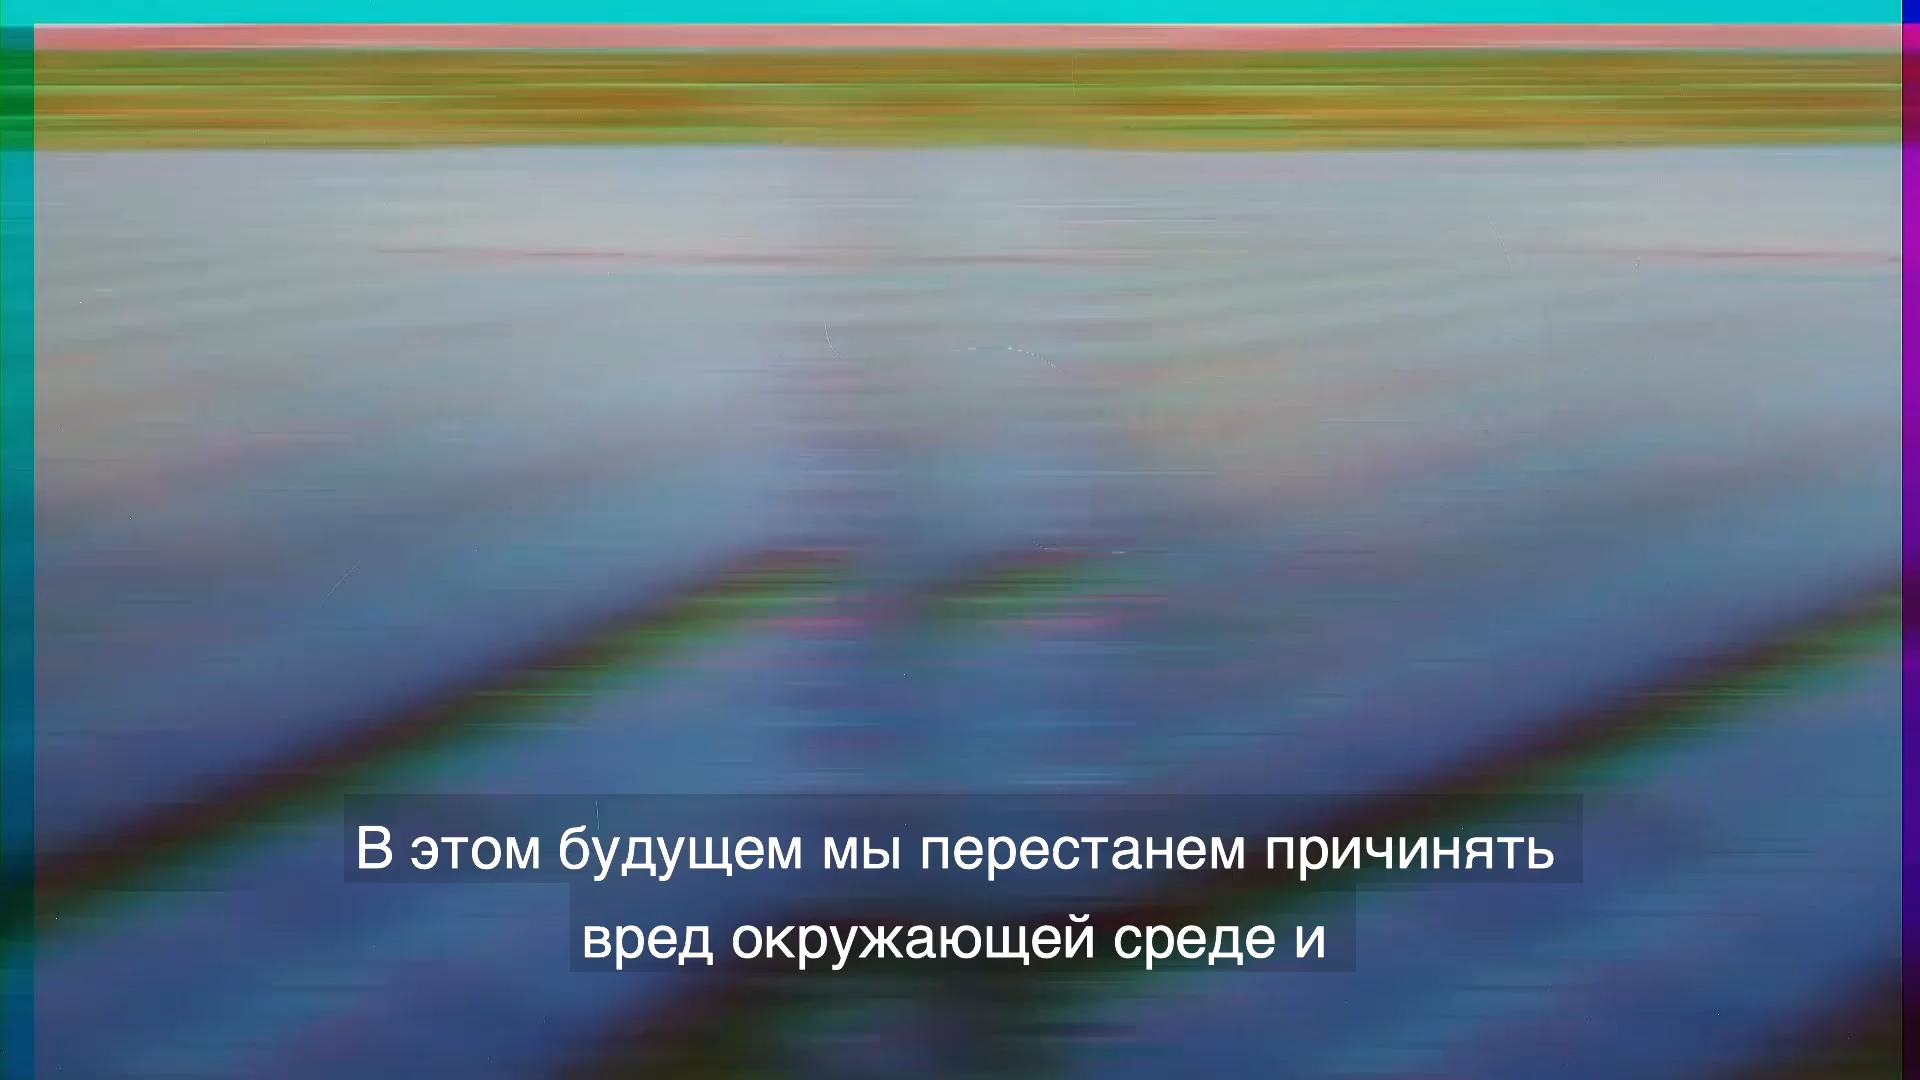 В этом будущем мы перестанем причинять
вред окружающей среде и